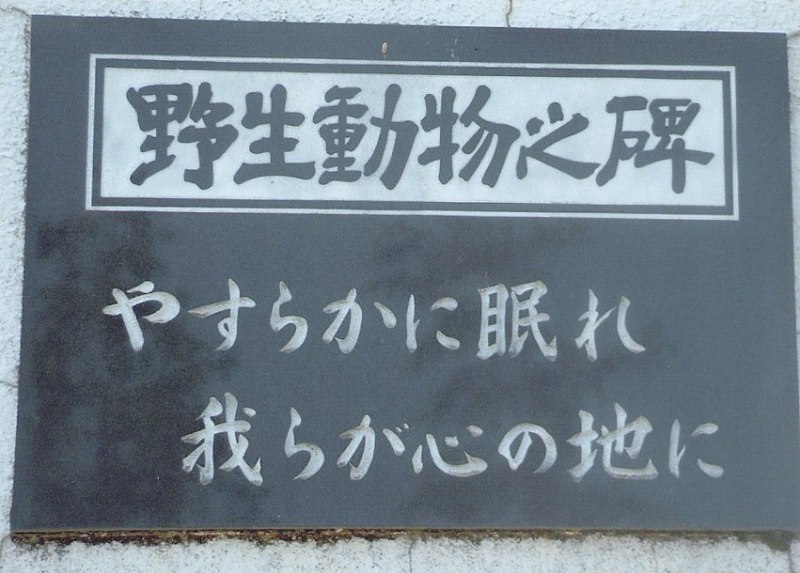 野生動物之碑
やすらかに眠れ
我らが心の地に